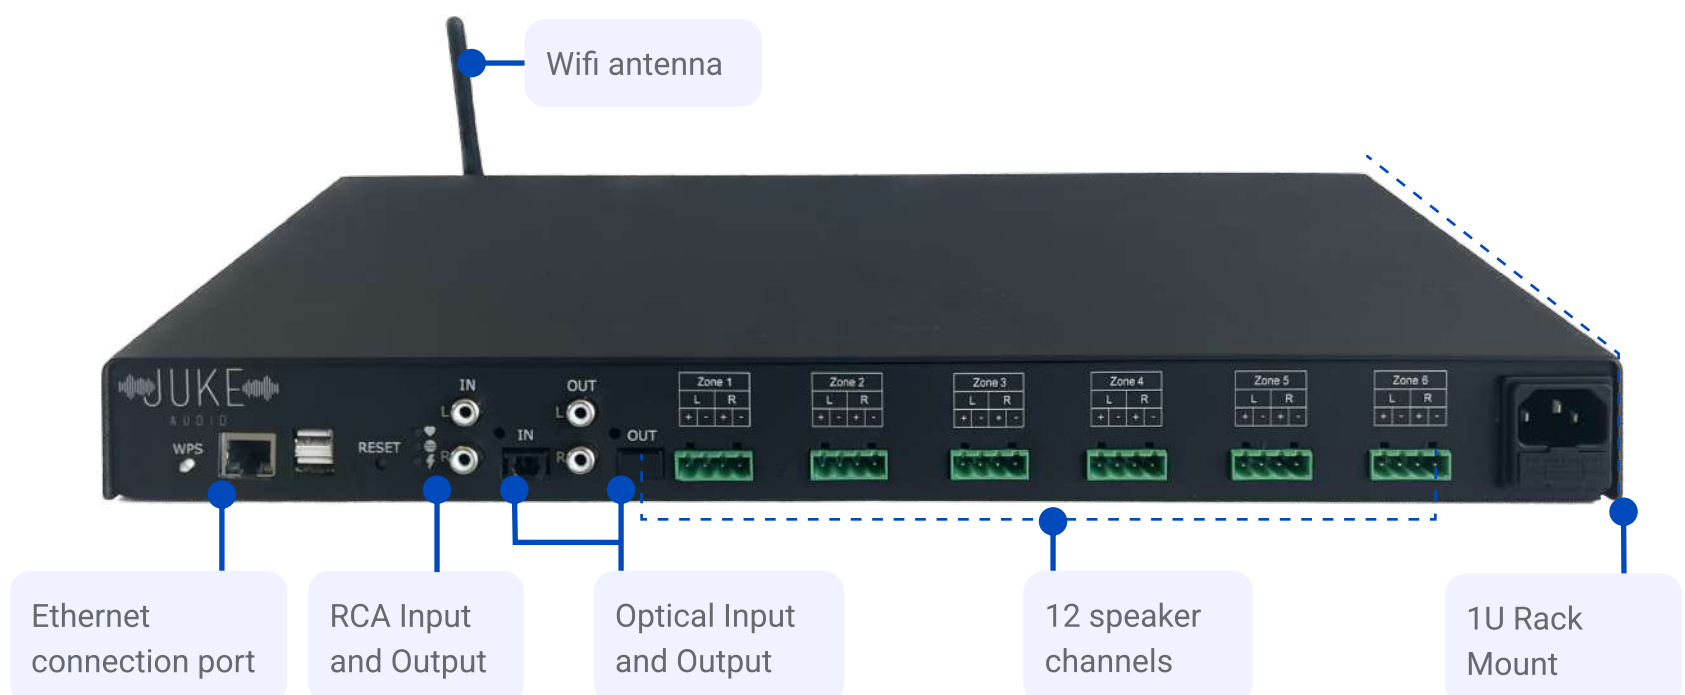 Wifi antenna
JUKE
AUDIO
WPS
RESET
IN
L
R
IN
OUT
L
R
OUT
Zone 1
L R
+ - + -
Zone 2
L R
+ - + -
Zone 3
L R
+ - + -
Zone 4
L R
+ - + -
Zone 5
L R
+ - + -
Zone 6
L R
+ - + -
Ethernet
connection port
RCA Input
and Output
Optical Input
and Output
12 speaker
channels
1U Rack
Mount